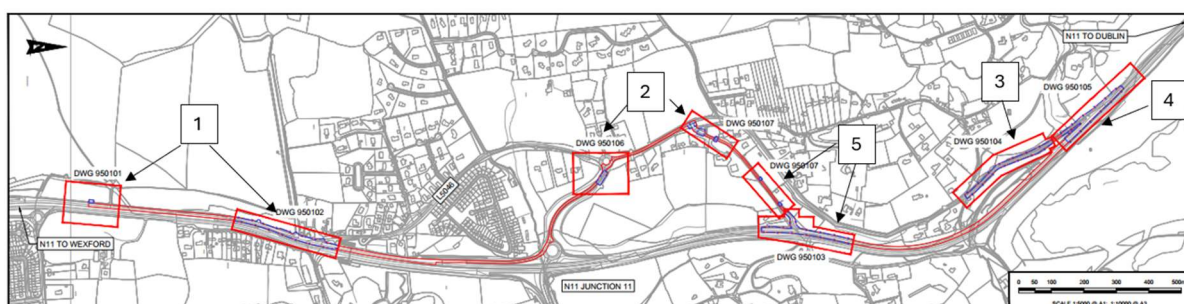 N11 TO DUBLIN
3
DWG 950105
4
2
1
DWG 950106
DWG 950107
DWG 950104
5
DWG 950107
DWG 950101
L5046
DWG 950102
N11 TO WEXFORD
DWG 950103
N11 JUNCTION 11
0 50 100 200 300 400 500m